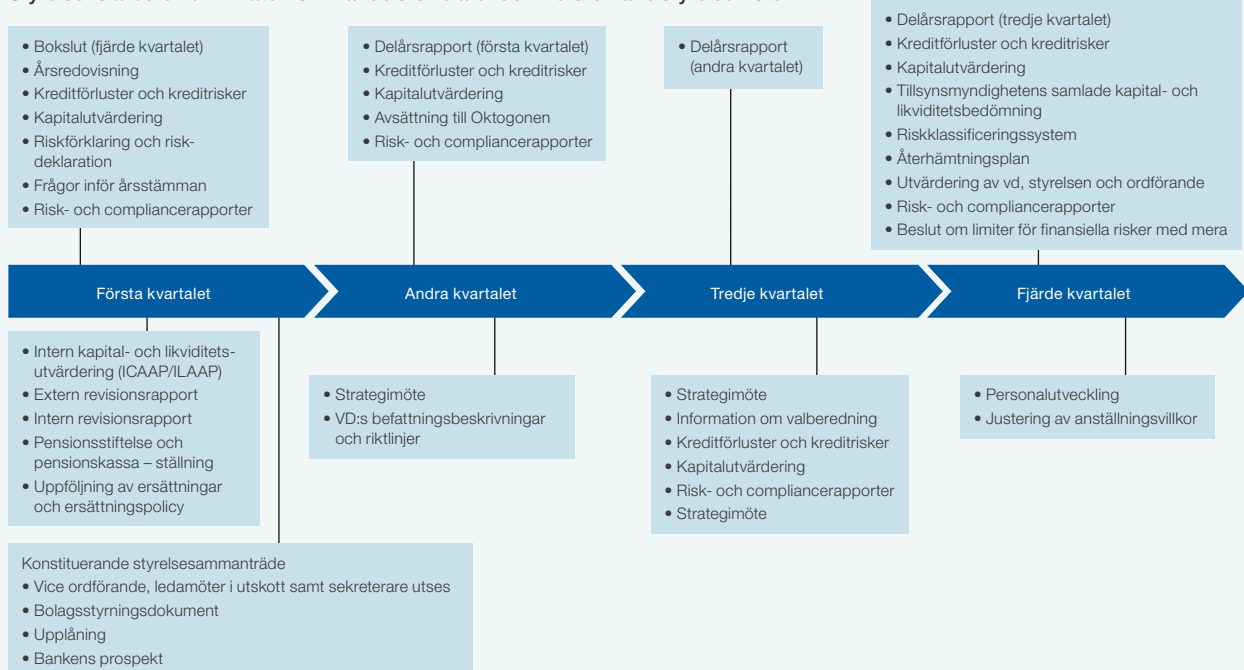 • Bokslut (fjärde kvartalet)
• Årsredovisning
• Kreditförluster och kreditrisker
• Kapitalutvärdering
• Riskförklaring och risk-
deklaration
• Frågor inför årsstämman
• Risk- och compliancerapporter
• Delårsrapport (första kvartalet)
• Kreditförluster och kreditrisker
• Kapitalutvärdering
• Avsättning till Oktogonen
• Risk- och compliancerapporter
• Delårsrapport
(andra kvartalet)
• Delårsrapport (tredje kvartalet)
• Kreditförluster och kreditrisker
• Kapitalutvärdering
• Tillsynsmyndighetens samlade kapital- och
likviditetsbedömning
• Riskklassificeringssystem
• Återhämtningsplan
• Utvärdering av vd, styrelsen och ordförande
• Risk- och compliancerapporter
• Beslut om limiter för finansiella risker med mera
Första kvartalet
Andra kvartalet
Tredje kvartalet
Fjärde kvartalet
• Intern kapital- och likviditets-
utvärdering (ICAAP/ILAAP)
• Extern revisionsrapport
• Intern revisionsrapport
• Pensionsstiftelse och
pensionskassa – ställning
• Uppföljning av ersättningar
och ersättningspolicy
• Strategimöte
• VD:s befattningsbeskrivningar
och riktlinjer
• Strategimöte
• Information om valberedning
• Kreditförluster och kreditrisker
• Kapitalutvärdering
• Risk- och compliancerapporter
• Strategimöte
• Personalutveckling
• Justering av anställningsvillkor
Konstituerande styrelsesammanträde
• Vice ordförande, ledamöter i utskott samt sekreterare utses
• Bolagsstyrningsdokument
• Upplåning
• Bankens prospekt